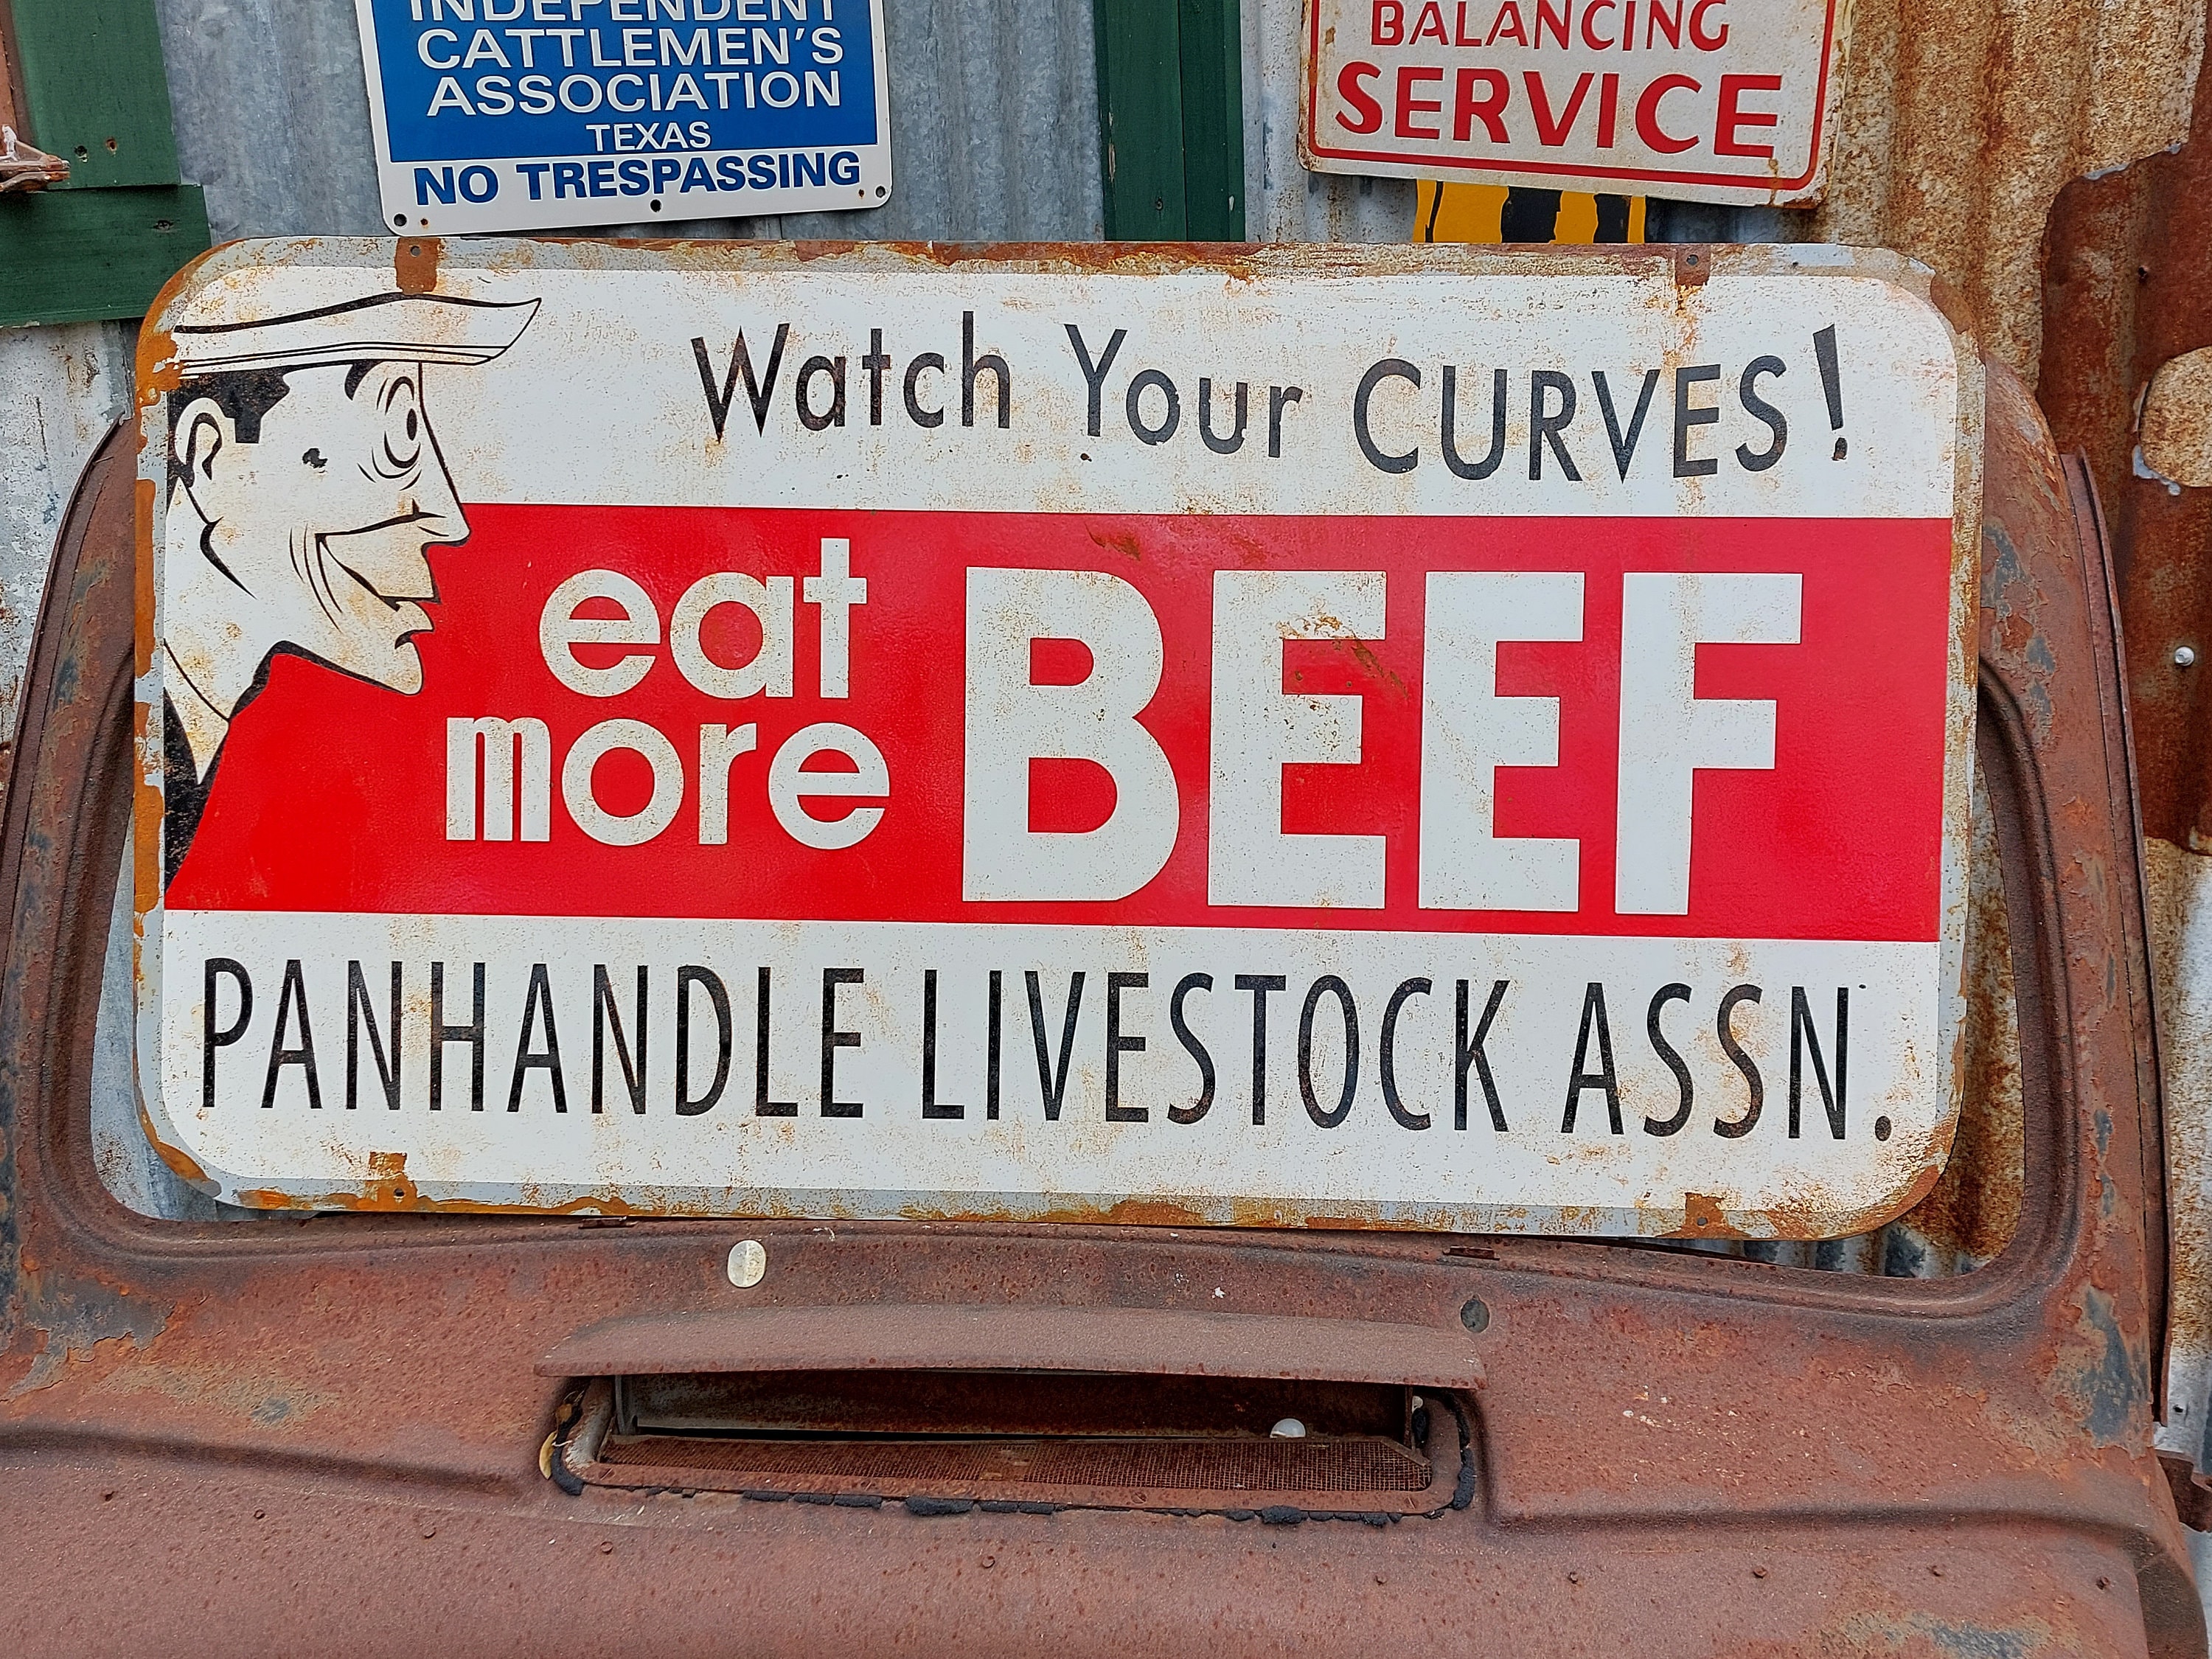 INDEPENDENT
CATTLEMEN'S
ASSOCIATION
TEXAS
NO TRESPASSING
BALANCING
SERVICE
Watch Your CURVES!
eat
more
BEEF
PANHANDLE LIVESTOCK ASSN.